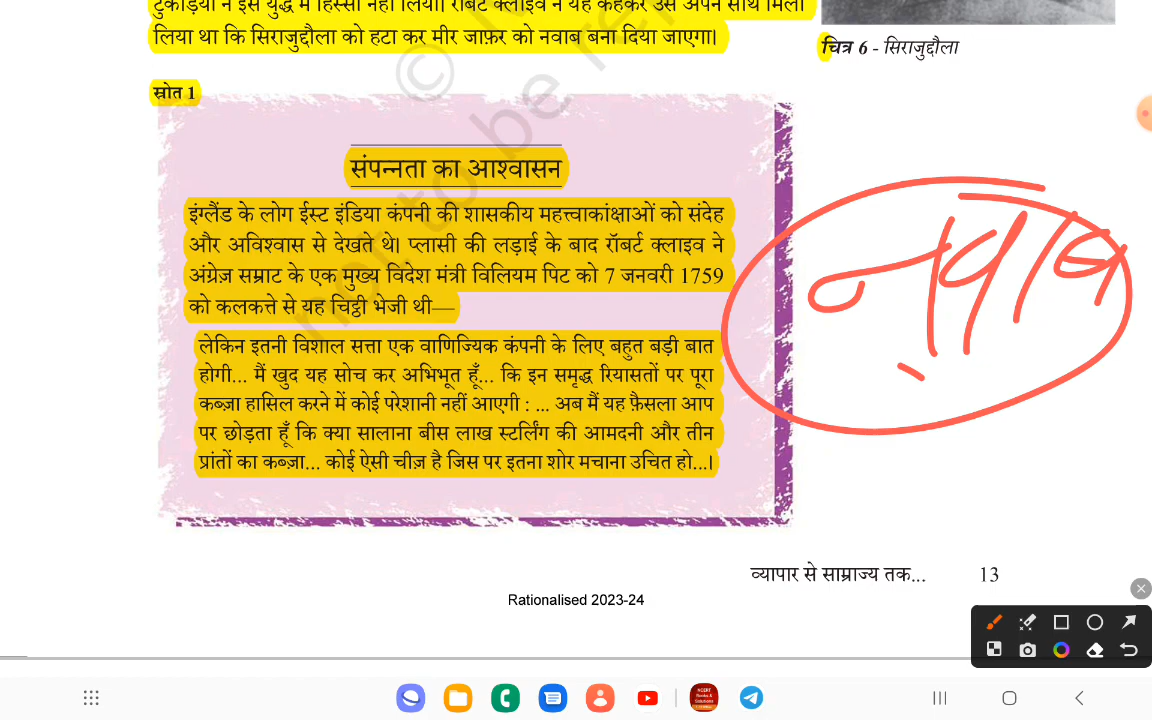 टुकड़ियों ने इस युद्ध में हिस्सा नहीं लिया। रॉबर्ट क्लाइव ने यह कहकर उसे अपने साथ मिला
लिया था कि सिराजुद्दौला को हटा कर मीर जाफ़र को नवाब बना दिया जाएगा।
चित्र 6 - सिराजुद्दौला
स्रोत 1
संपन्नता का आश्वासन
इंग्लैंड के लोग ईस्ट इंडिया कंपनी की शासकीय महत्त्वाकांक्षाओं को संदेह
और अविश्वास से देखते थे। प्लासी की लड़ाई के बाद रॉबर्ट क्लाइव ने
अंग्रेज़ सम्राट के एक मुख्य विदेश मंत्री विलियम पिट को 7 जनवरी 1759
को कलकत्ते से यह चिट्ठी भेजी थी—
लेकिन इतनी विशाल सत्ता एक वाणिज्यिक कंपनी के लिए बहुत बड़ी बात
होगी... मैं खुद यह सोच कर अभिभूत हूँ... कि इन समृद्ध रियासतों पर पूरा
कब्ज़ा हासिल करने में कोई परेशानी नहीं आएगी : ... अब मैं यह फ़ैसला आप
पर छोड़ता हूँ कि क्या सालाना बीस लाख स्टर्लिंग की आमदनी और तीन
प्रांतों का कब्ज़ा... कोई ऐसी चीज़ है जिस पर इतना शोर मचाना उचित हो...।
नवाब
व्यापार से साम्राज्य तक... 13
Rationalised 2023-24
© not to be re